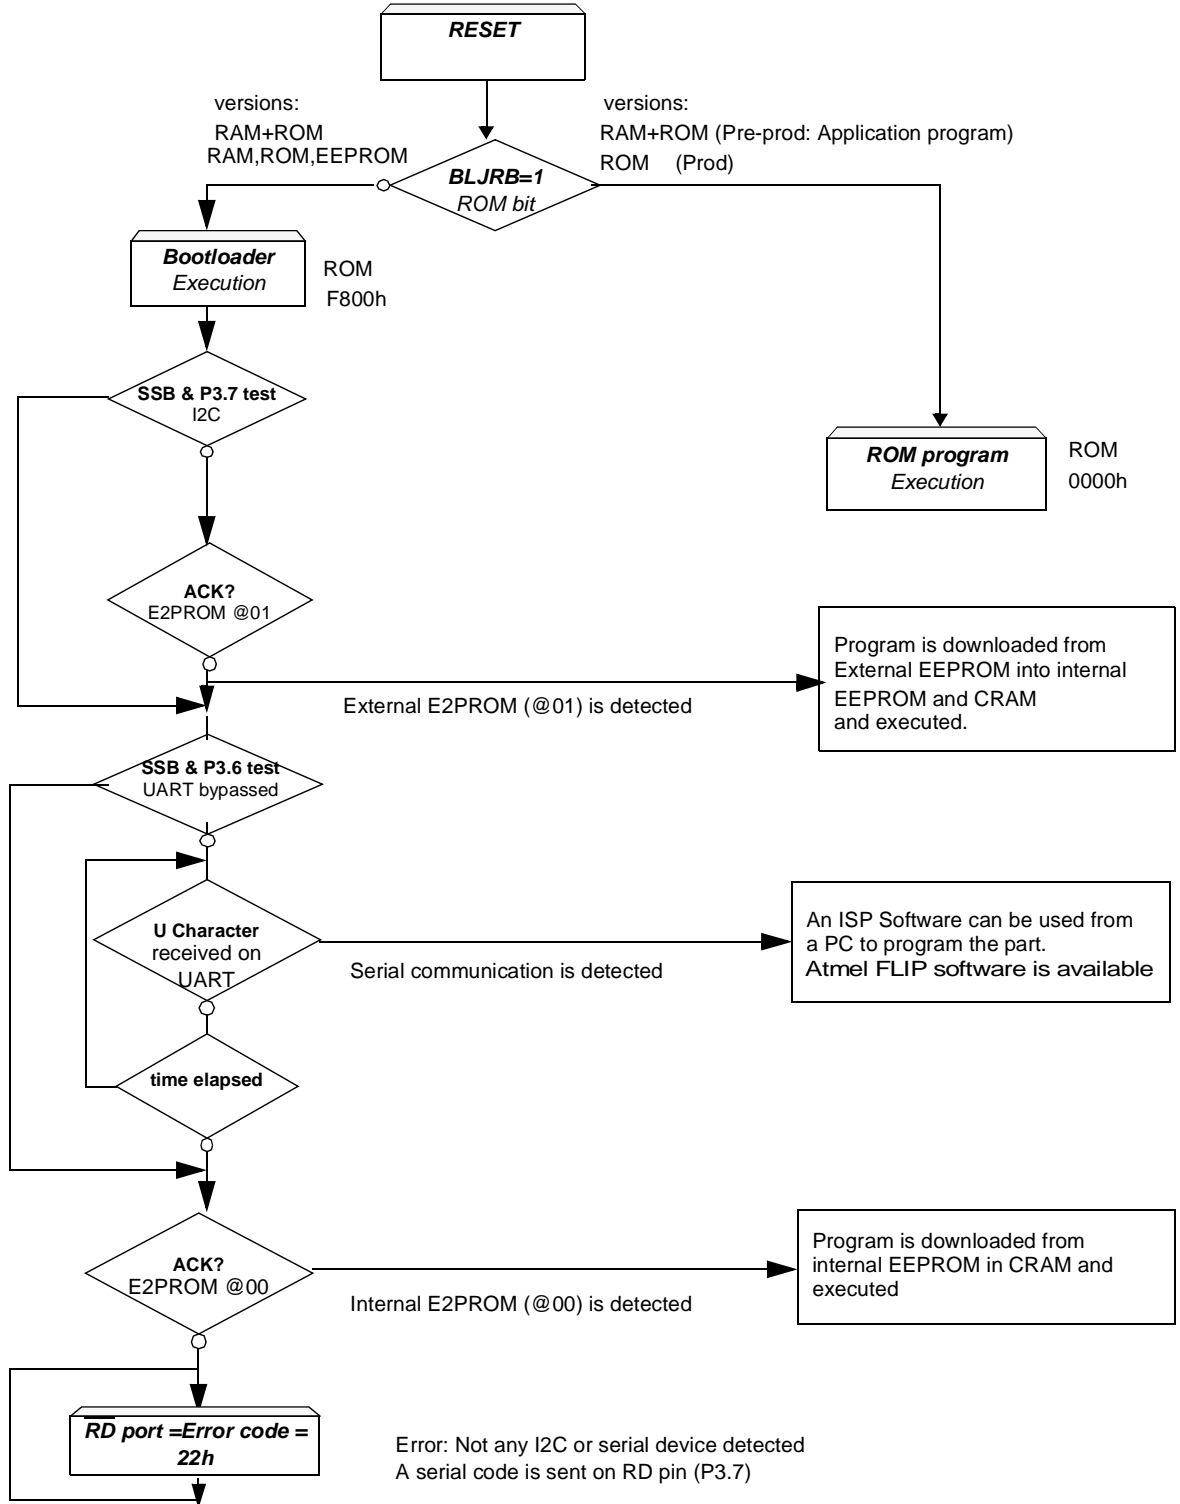 RESET
versions:
RAM+ROM
RAM,ROM,EEPROM
versions:
RAM+ROM (Pre-prod: Application program)
ROM (Prod)
BLJRB=1
ROM bit
Bootloader
Execution
ROM
F800h
SSB & P3.7 test
I2C
ROM program
Execution
ROM
0000h
ACK?
E2PROM @01
External E2PROM (@01) is detected
Program is downloaded from
External EEPROM into internal
EEPROM and CRAM
and executed.
SSB & P3.6 test
UART bypassed
U Character
received on
UART
Serial communication is detected
An ISP Software can be used from
a PC to program the part.
Atmel FLIP software is available
time elapsed
ACK?
E2PROM @00
Internal E2PROM (@00) is detected
Program is downloaded from
internal EEPROM in CRAM and
executed
RD port =Error code =
22h
Error: Not any I2C or serial device detected
A serial code is sent on RD pin (P3.7)